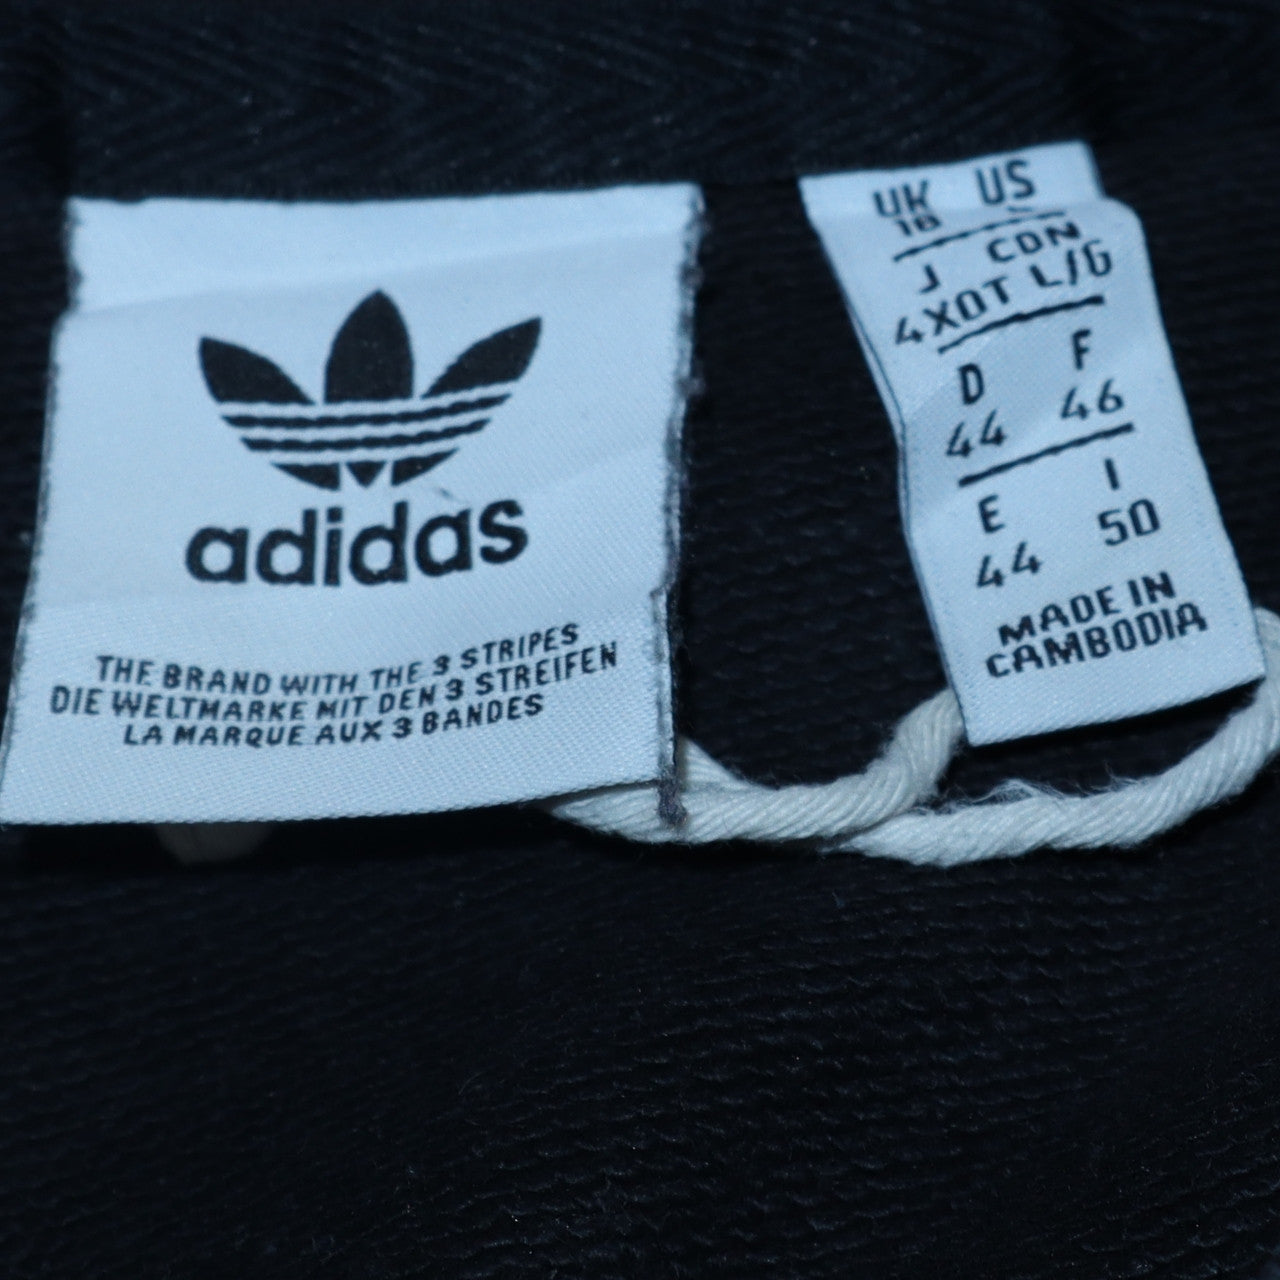 adidas
THE BRAND WITH THE 3 STRIPES
DIE WELTMARKE MIT DEN 3 STREIFEN
LA MARQUE AUX 3 BANDES
UK US
18
J CDN
4XOT L/G
D F
44 46
E I
44 50
MADE IN
CAMBODIA